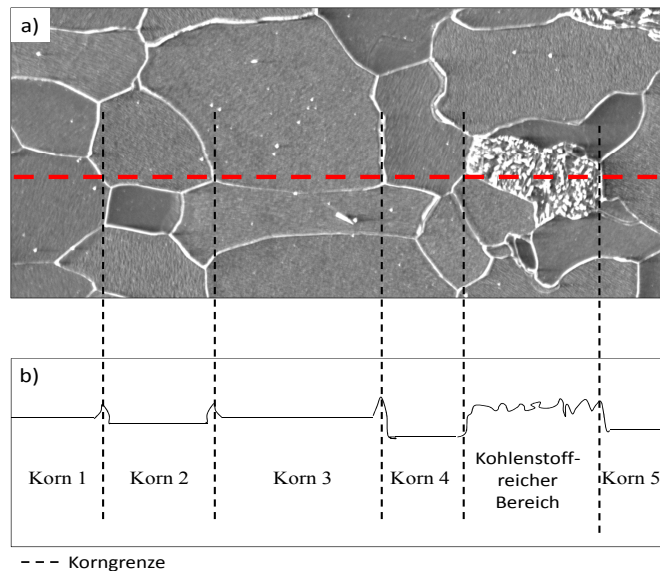 a)
b)
Korn 1
Korn 2
Korn 3
Korn 4
Kohlenstoff-
reicher
Bereich
Korn 5
Korngrenze